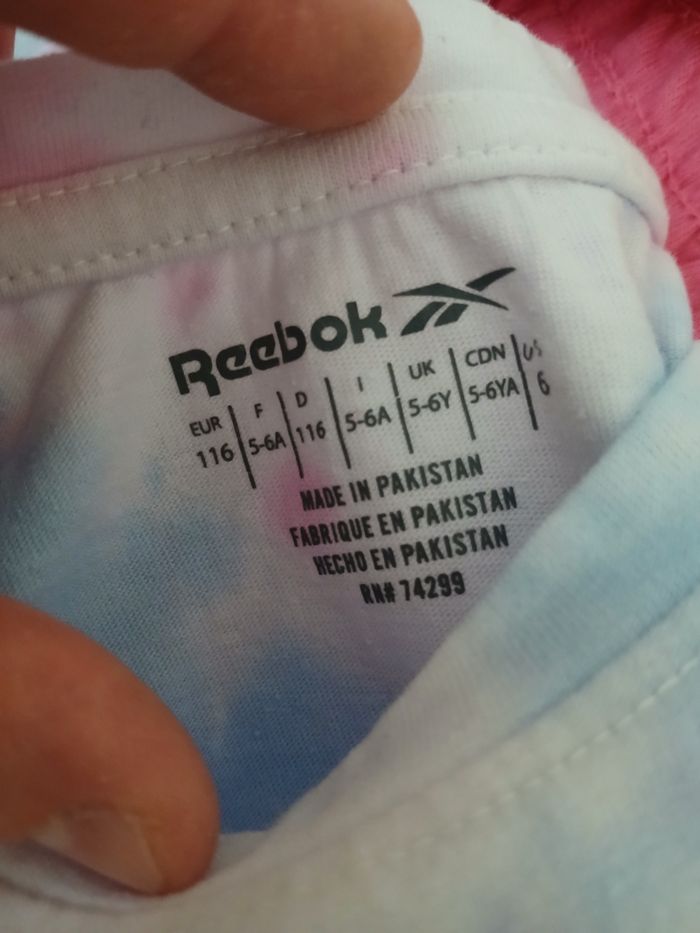 Reebok
EUR F D I UK CDN US
116 5-6A 116 5-6A 5-6Y 5-6YA 6
MADE IN PAKISTAN
FABRIQUE EN PAKISTAN
HECHO EN PAKISTAN
RN# 74299